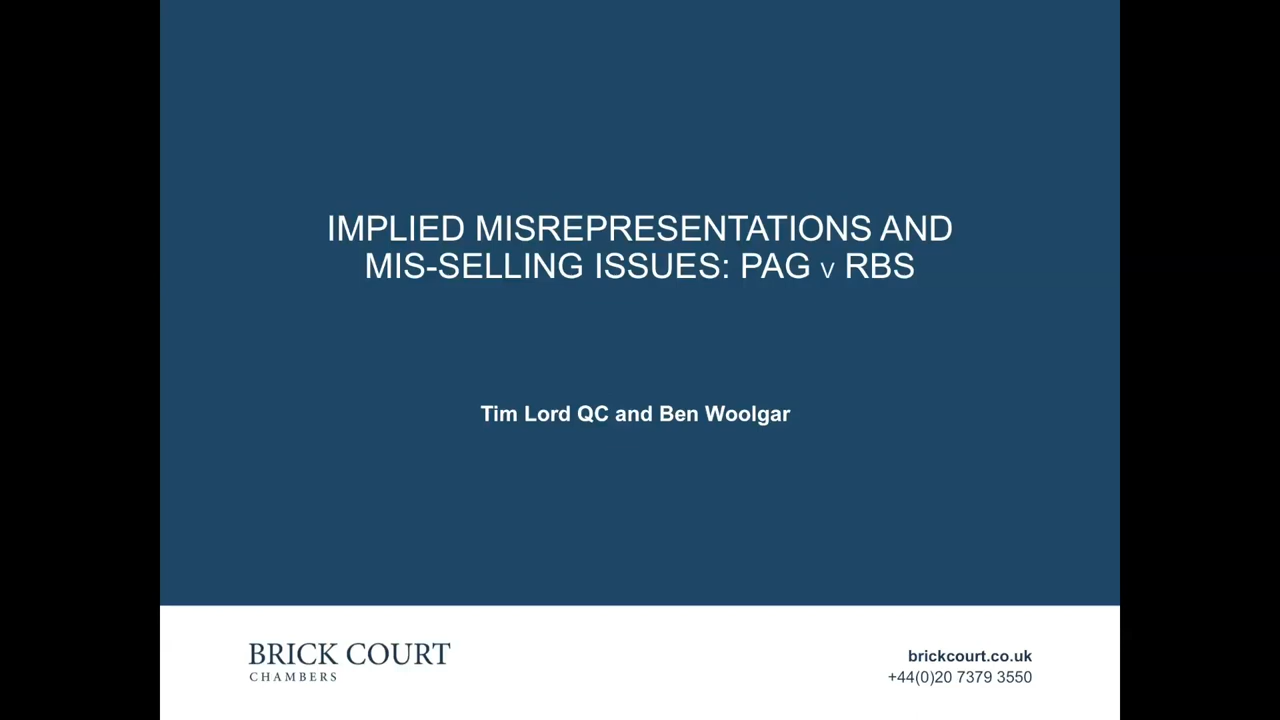 IMPLIED MISREPRESENTATIONS AND
MIS-SELLING ISSUES: PAG v RBS
Tim Lord QC and Ben Woolgar
BRICK COURT
CHAMBERS
brickcourt.co.uk
+44(0)20 7379 3550